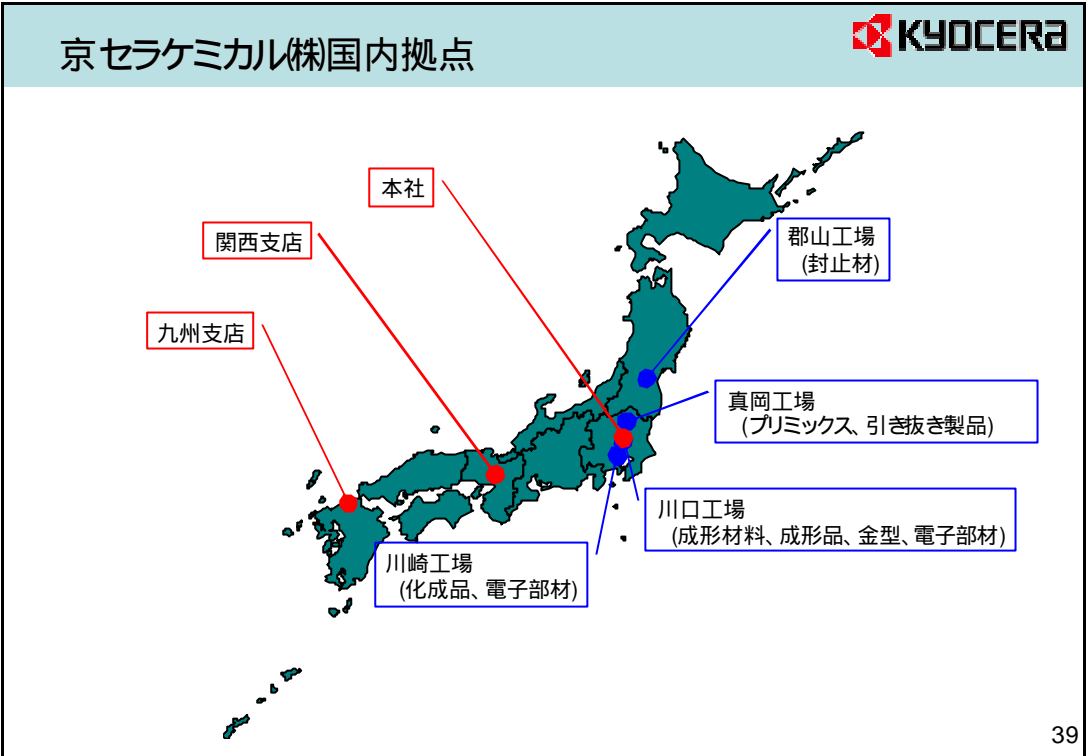 京セラケミカル(株)国内拠点
KYOCERA
本社
関西支店
九州支店
郡山工場
(封止材)
真岡工場
(プリミックス、引き抜き製品)
川口工場
(成形材料、成形品、金型、電子部材)
川崎工場
(化成品、電子部材)
39